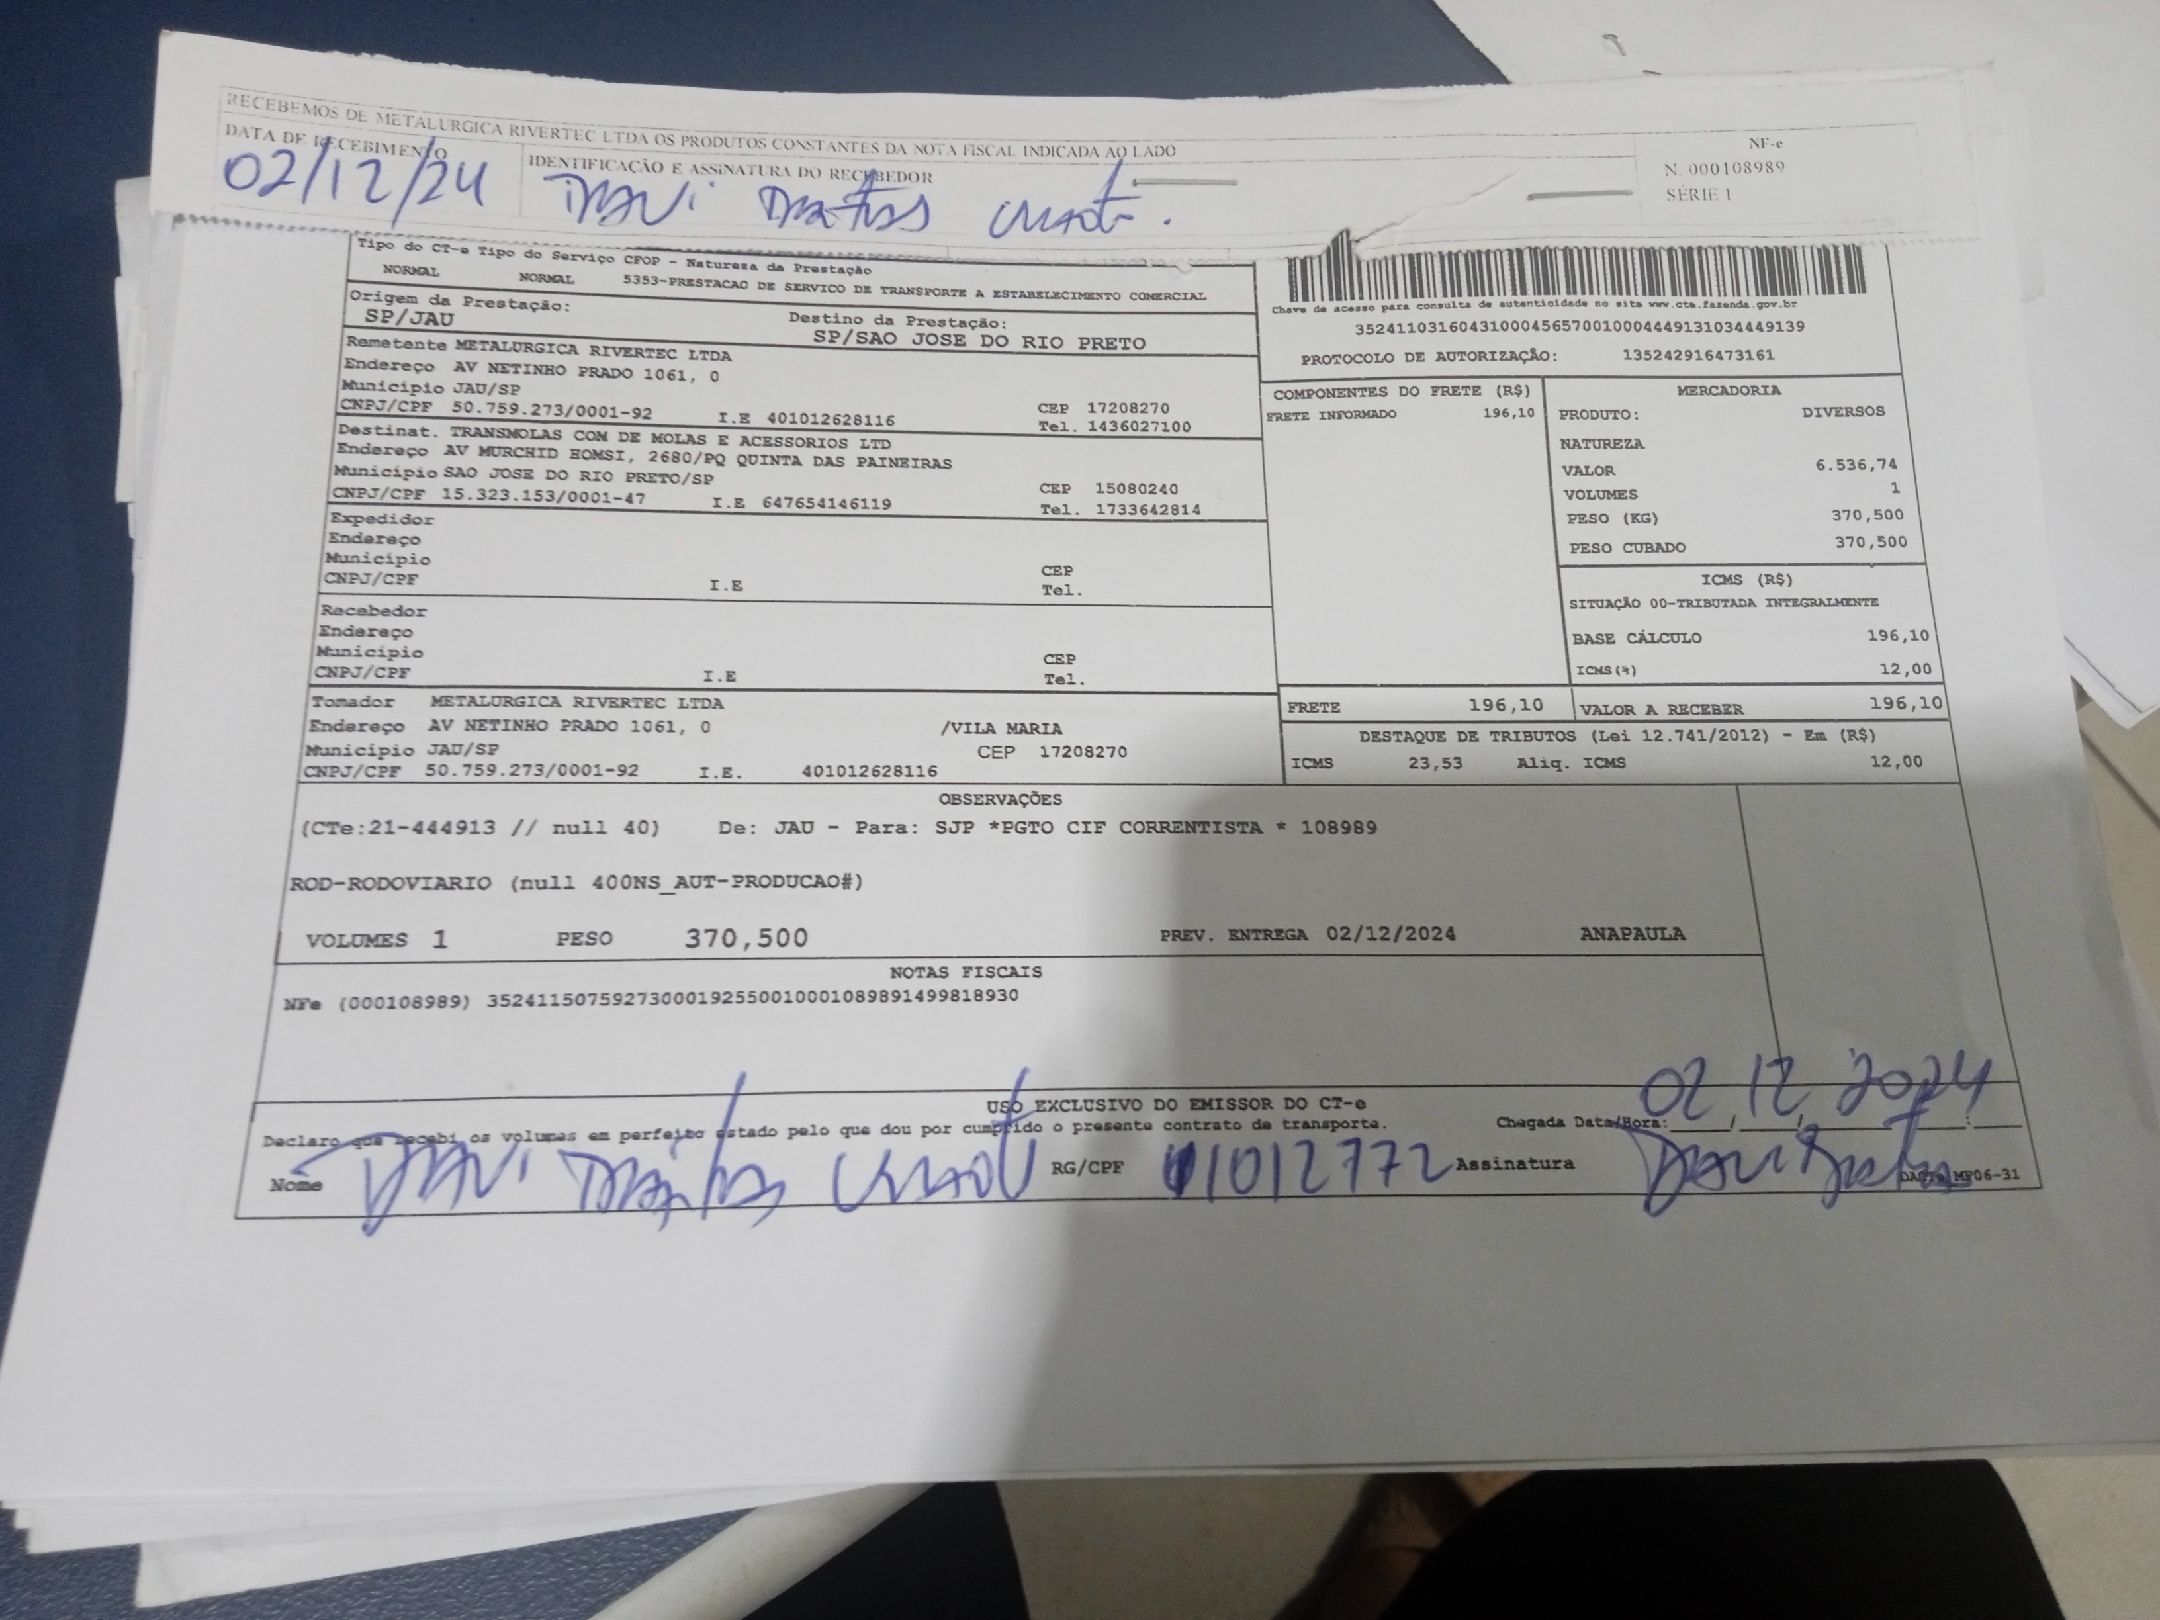 RECEBEMOS DE METALURGICA RIVERTEC LTDA OS PRODUTOS CONSTANTES DA NOTA FISCAL INDICADA AO LADO
DATA DE RECEBIMENTO
02/12/24
IDENTIFICAÇÃO E ASSINATURA DO RECEBEDOR
NF-e
N. 000108989
SÉRIE 1
Tipo do CT-e Tipo do Serviço CFOP - Natureza da Prestação
NORMAL NORMAL 5353-PRESTACAO DE SERVICO DE TRANSPORTE A ESTABELECIMENTO COMERCIAL
Origem da Prestação:
SP/JAU
Destino da Prestação:
SP/SAO JOSE DO RIO PRETO
Chave de acesso para consulta de autenticidade no site www.cte.fazenda.gov.br
35241103160431000456570010004449131034449139
PROTOCOLO DE AUTORIZAÇÃO: 135242916473161
Remetente METALURGICA RIVERTEC LTDA
Endereço AV NETINHO PRADO 1061, 0
Município JAU/SP
CNPJ/CPF 50.759.273/0001-92 I.E 401012628116
CEP 17208270
Tel. 1436027100
Destinat. TRANSMOLAS COM DE MOLAS E ACESSORIOS LTD
Endereço AV MURCHID HOMSI, 2680/PQ QUINTA DAS PAINEIRAS
Município SAO JOSE DO RIO PRETO/SP
CNPJ/CPF 15.323.153/0001-47 I.E 647654146119
CEP 15080240
Tel. 1733642814
Expedidor
Endereço
Município
CNPJ/CPF I.E
CEP
Tel.
Recebedor
Endereço
Município
CNPJ/CPF I.E
CEP
Tel.
Tomador METALURGICA RIVERTEC LTDA
Endereço AV NETINHO PRADO 1061, 0 /VILA MARIA
Município JAU/SP CEP 17208270
CNPJ/CPF 50.759.273/0001-92 I.E. 401012628116
COMPONENTES DO FRETE (R$)
FRETE INFORMADO 196,10
MERCADORIA
PRODUTO: DIVERSOS
NATUREZA
VALOR 6.536,74
VOLUMES 1
PESO (KG) 370,500
PESO CUBADO 370,500
ICMS (R$)
SITUAÇÃO 00-TRIBUTADA INTEGRALMENTE
BASE CÁLCULO 196,10
ICMS(%) 12,00
FRETE 196,10 VALOR A RECEBER 196,10
DESTAQUE DE TRIBUTOS (Lei 12.741/2012) - Em (R$)
ICMS 23,53 Aliq. ICMS 12,00
OBSERVAÇÕES
(CTe:21-444913 // null 40) De: JAU - Para: SJP *PGTO CIF CORRENTISTA * 108989
ROD-RODOVIARIO (null 400NS_AUT-PRODUCAO#)
VOLUMES 1 PESO 370,500 PREV. ENTREGA 02/12/2024 ANAPAULA
NOTAS FISCAIS
NFe (000108989) 35241150759273000192550010001089891499818930
USO EXCLUSIVO DO EMISSOR DO CT-e
Declaro que recebi os volumes em perfeito estado pelo que dou por cumprido o presente contrato de transporte.
Chegada Data/Hora: 02/12/2024
Nome
RG/CPF
Assinatura